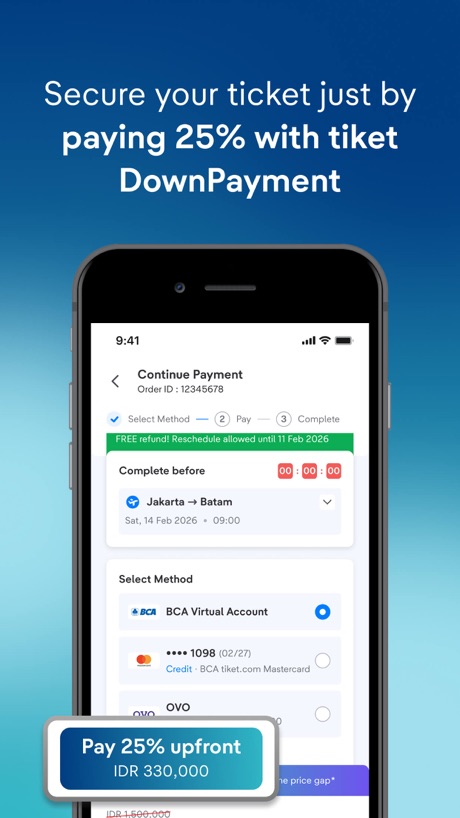 Secure your ticket just by
paying 25% with tiket
DownPayment
9:41
Continue Payment
Order ID : 12345678
Select Method
2 Pay
3 Complete
FREE refund! Reschedule allowed until 11 Feb 2026
Complete before
00 : 00 : 00
Jakarta → Batam
Sat, 14 Feb 2026 • 09:00
Select Method
BCA
BCA Virtual Account
•••• 1098 (02/27)
Credit · BCA tiket.com Mastercard
OVO
OVO
Pay 25% upfront
IDR 330,000
price gap*
IDR 1,500,000